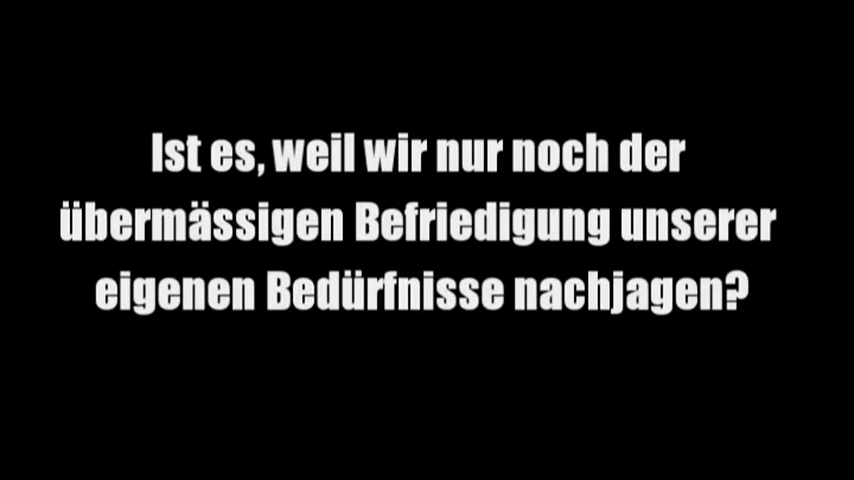 Ist es, weil wir nur noch der
übermässigen Befriedigung unserer
eigenen Bedürfnisse nachjagen?